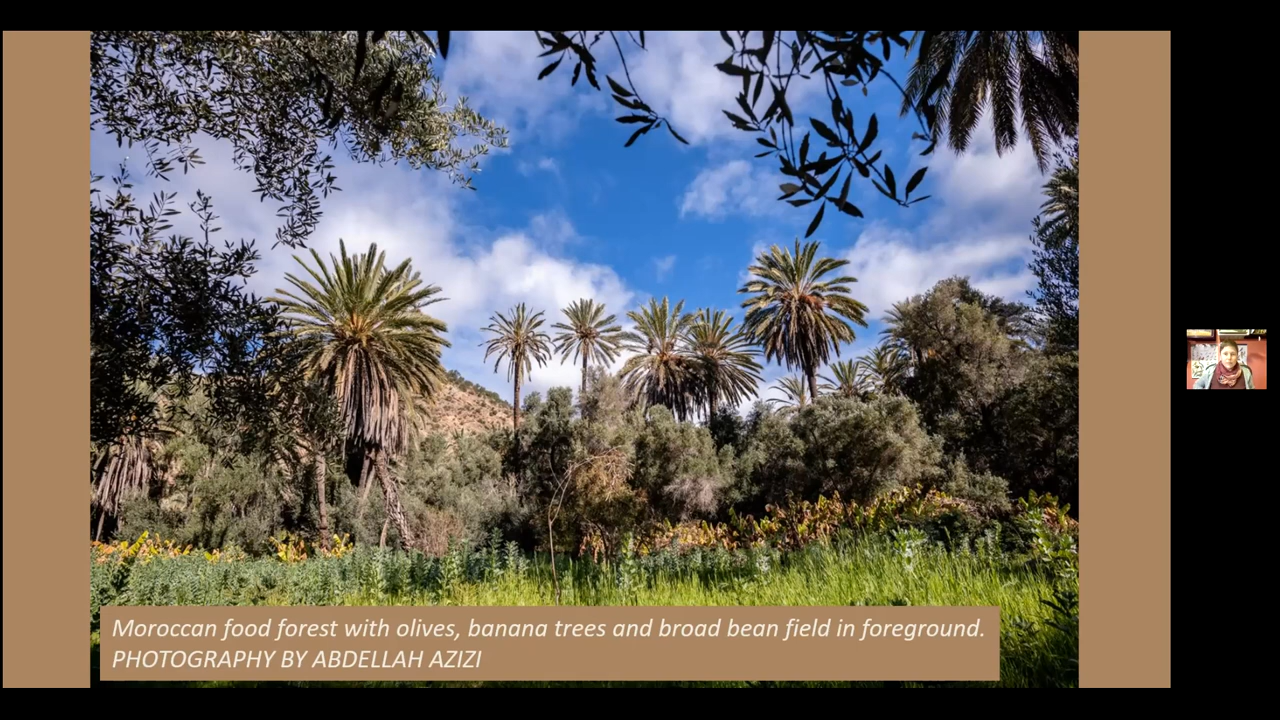 Moroccan food forest with olives, banana trees and broad bean field in foreground.
PHOTOGRAPHY BY ABDELLAH AZIZI